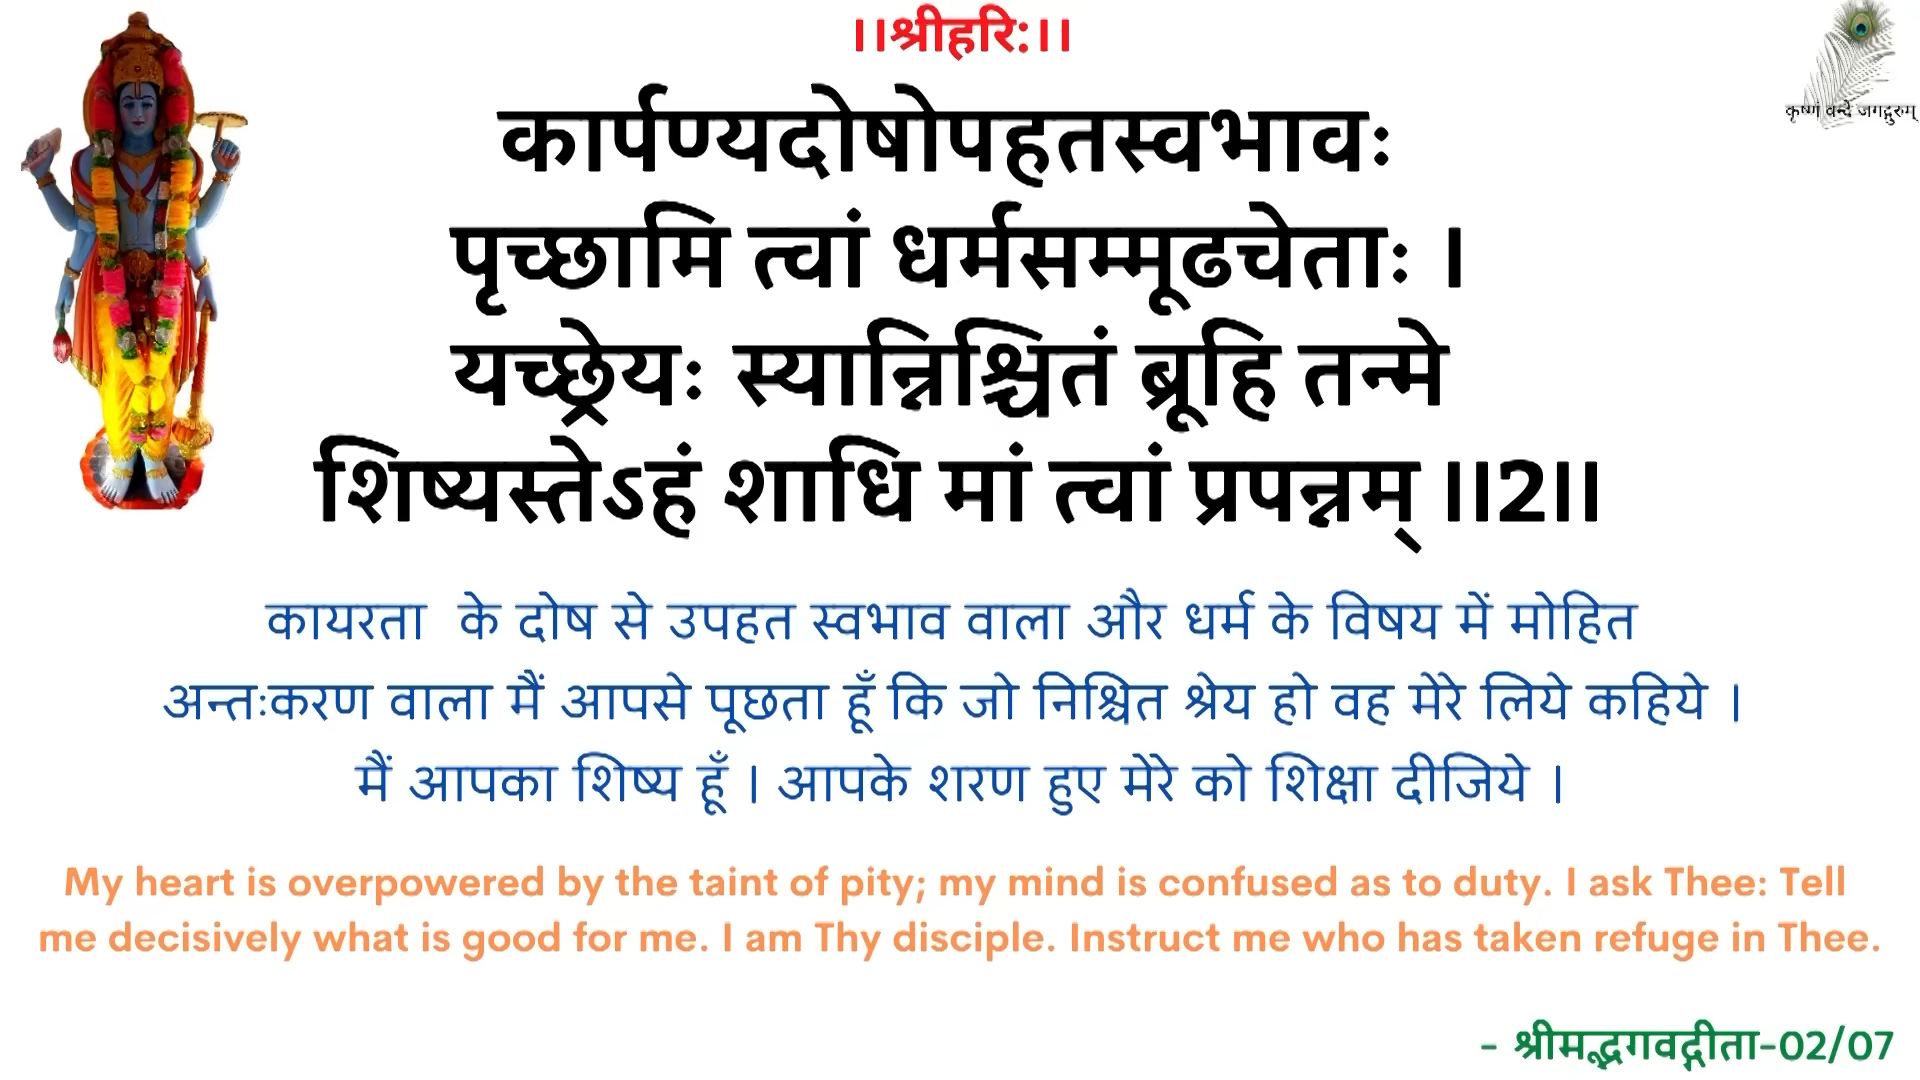 ।।श्रीहरि:।।
कृष्णं वन्दे जगद्गुरुम्
कार्पण्यदोषोपहतस्वभावः
पृच्छामि त्वां धर्मसम्मूढचेताः ।
यच्छ्रेयः स्यान्निश्चितं ब्रूहि तन्मे
शिष्यस्तेऽहं शाधि मां त्वां प्रपन्नम् ।।2।।
कायरता के दोष से उपहत स्वभाव वाला और धर्म के विषय में मोहित
अन्तःकरण वाला मैं आपसे पूछता हूँ कि जो निश्चित श्रेय हो वह मेरे लिये कहिये ।
मैं आपका शिष्य हूँ । आपके शरण हुए मेरे को शिक्षा दीजिये ।
My heart is overpowered by the taint of pity; my mind is confused as to duty. I ask Thee: Tell
me decisively what is good for me. I am Thy disciple. Instruct me who has taken refuge in Thee.
- श्रीमद्भगवद्गीता-02/07